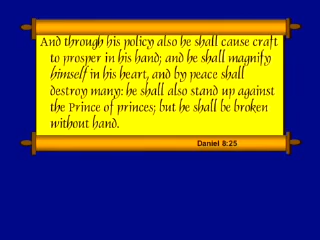 And through his policy also he shall cause craft
to prosper in his hand; and he shall magnify
himself in his heart, and by peace shall
destroy many: he shall also stand up against
the Prince of princes; but he shall be broken
without hand.
Daniel 8:25